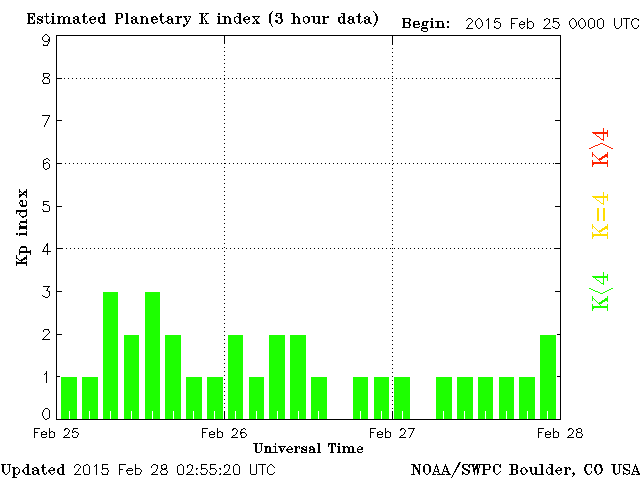 Estimated Planetary K index (3 hour data)
Begin: 2015 Feb 25 0000 UTC
9
8
7
6
5
4
3
2
1
0
Kp index
K>4
K=4
K<4
Feb 25
Feb 26
Feb 27
Feb 28
Universal Time
Updated 2015 Feb 28 02:55:20 UTC
NOAA/SWPC Boulder, CO USA